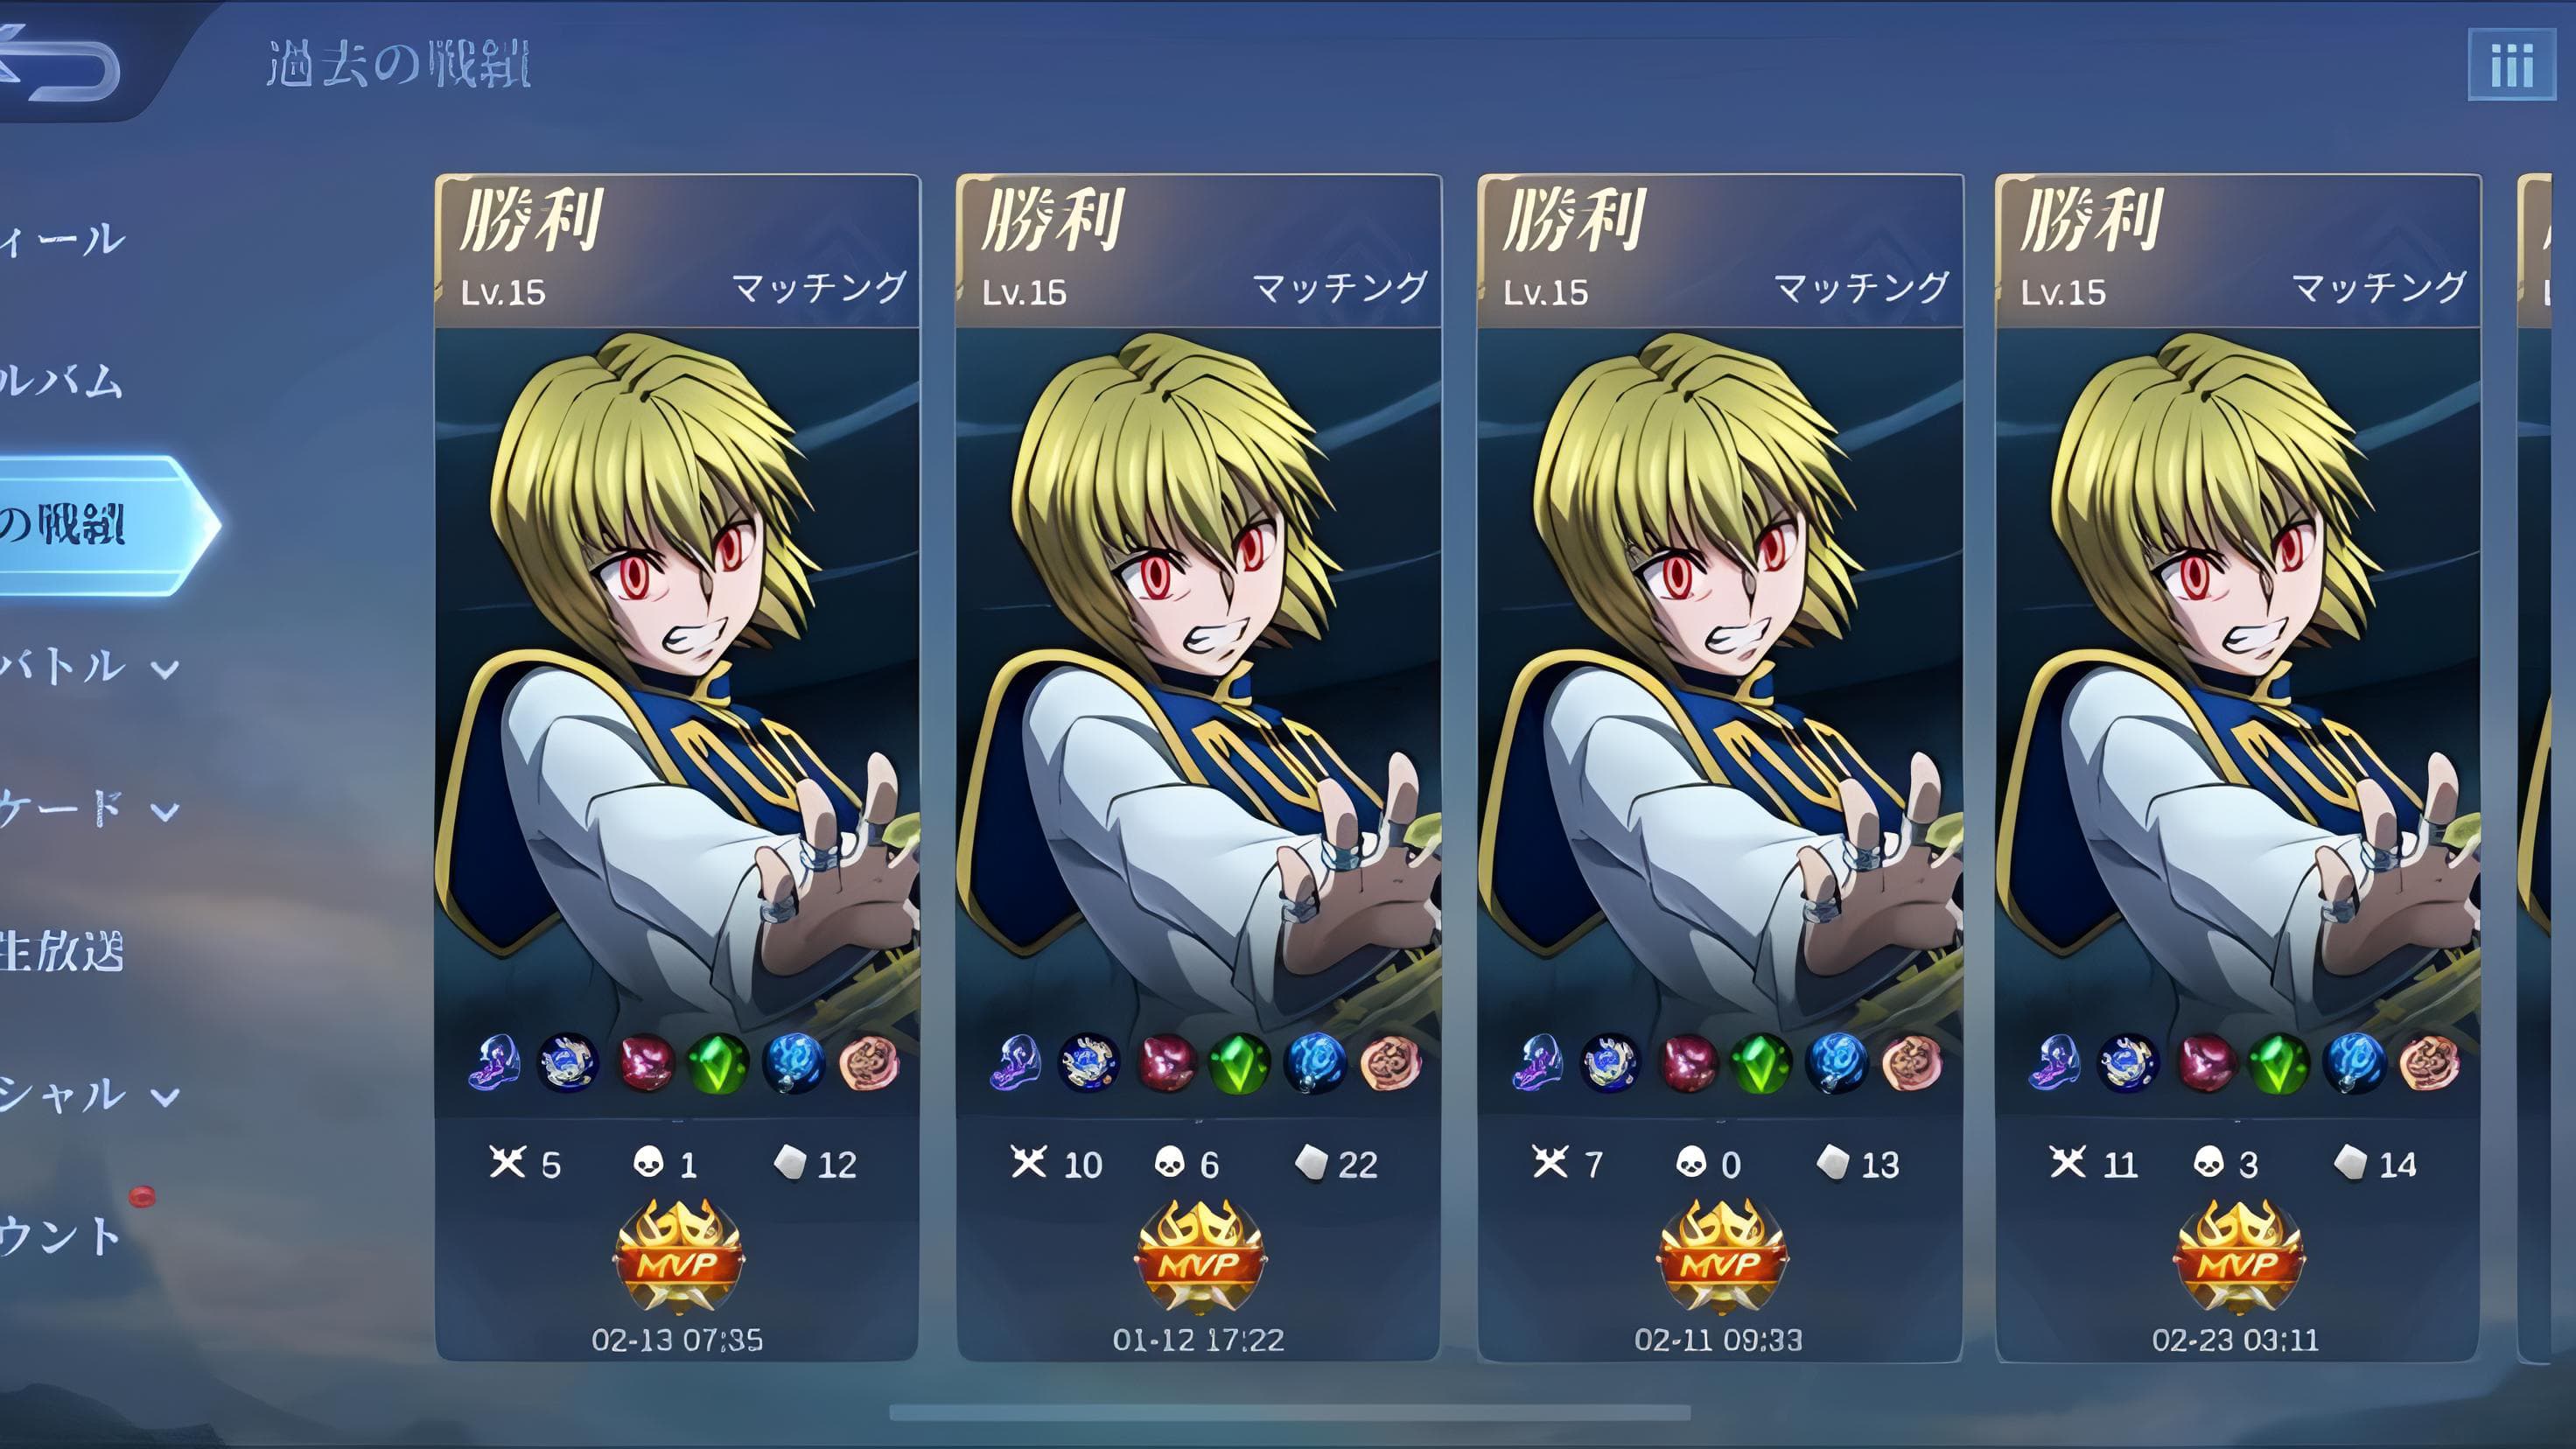 過去の戦績
ィール
ルバム
の戦績
バトル
ケード
生放送
シャル
ウント
勝利
Lv.15
マッチング
5
1
12
MVP
02-13 07:35
勝利
Lv.15
マッチング
10
6
22
MVP
01-12 17:22
勝利
Lv.15
マッチング
7
0
13
MVP
02-11 09:33
勝利
Lv.15
マッチング
11
3
14
MVP
02-23 03:11